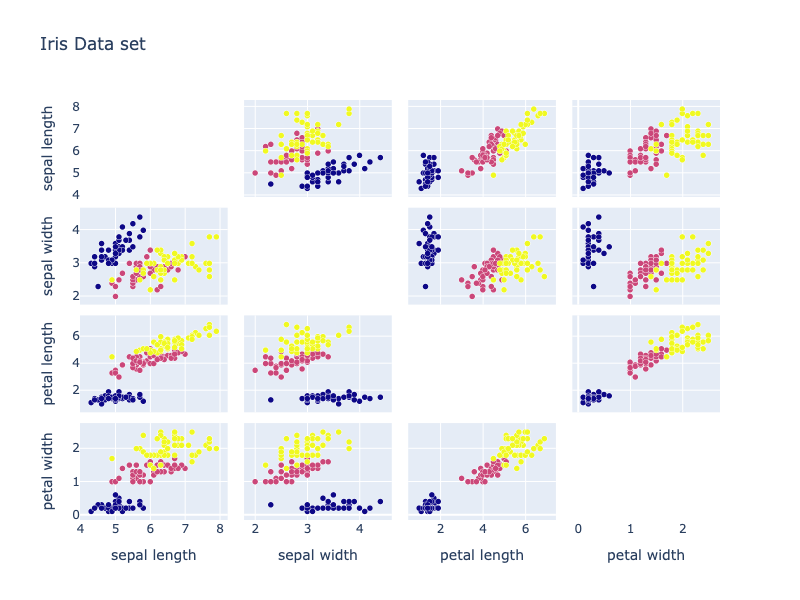 Iris Data set
8
7
6
5
4
sepal length
4
3
2
sepal width
6
4
2
petal length
2
1
0
petal width
4 5 6 7 8
2 3 4
2 4 6
0 1 2
sepal length
sepal width
petal length
petal width